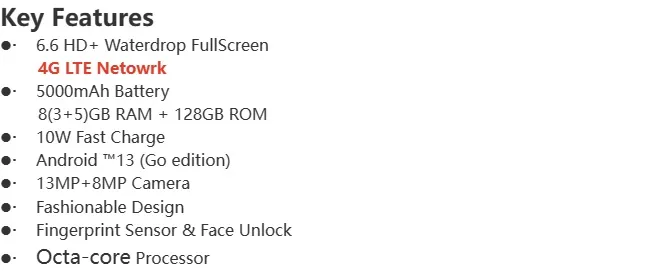 Key Features
●· 6.6 HD+ Waterdrop FullScreen
4G LTE Netowrk
●· 5000mAh Battery
8(3+5)GB RAM + 128GB ROM
●· 10W Fast Charge
●· Android ™13 (Go edition)
●· 13MP+8MP Camera
●· Fashionable Design
●· Fingerprint Sensor & Face Unlock
●· Octa-core Processor